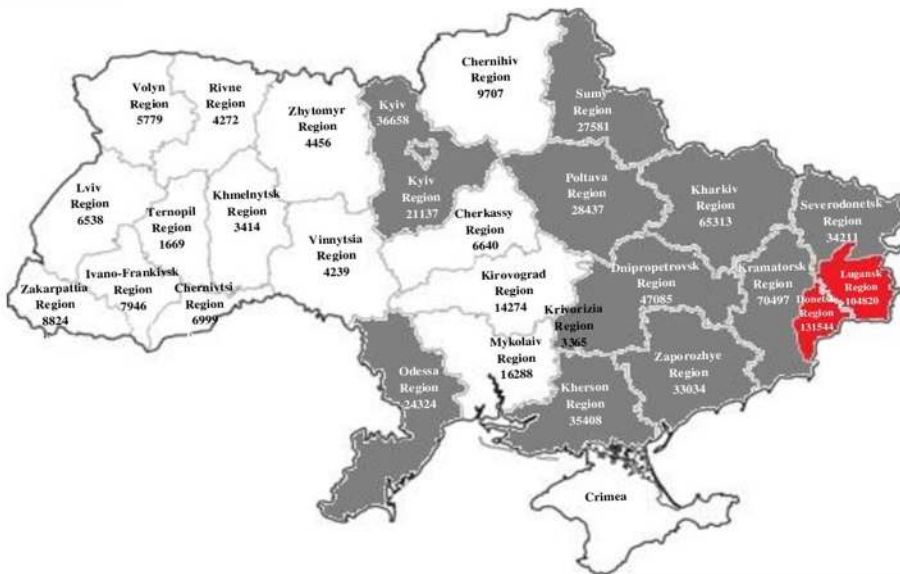 Chernihiv
Region
9707
Volyn
Region
5779
Rivne
Region
4272
Zhytomyr
Region
4456
Kyiv
36658
Sumy
Region
27581
Lviv
Region
6538
Ternopil
Region
1669
Khmelnytsk
Region
3414
Kyiv
Region
21137
Poltava
Region
28437
Kharkiv
Region
65313
Severodonetsk
Region
34211
Vinnytsia
Region
4239
Cherkassy
Region
6640
Zakarpattia
Region
8824
Ivano-Frankivsk
Region
7946
Chernivtsi
Region
6999
Kirovograd
Region
14274
Dnipropetrovsk
Region
47085
Kramatorsk
Region
70497
Lugansk
Region
104820
Donetsk
Region
131544
Krivorizia
Region
3365
Mykolaiv
Region
16288
Odessa
Region
24324
Kherson
Region
35408
Zaporozhye
Region
33034
Crimea